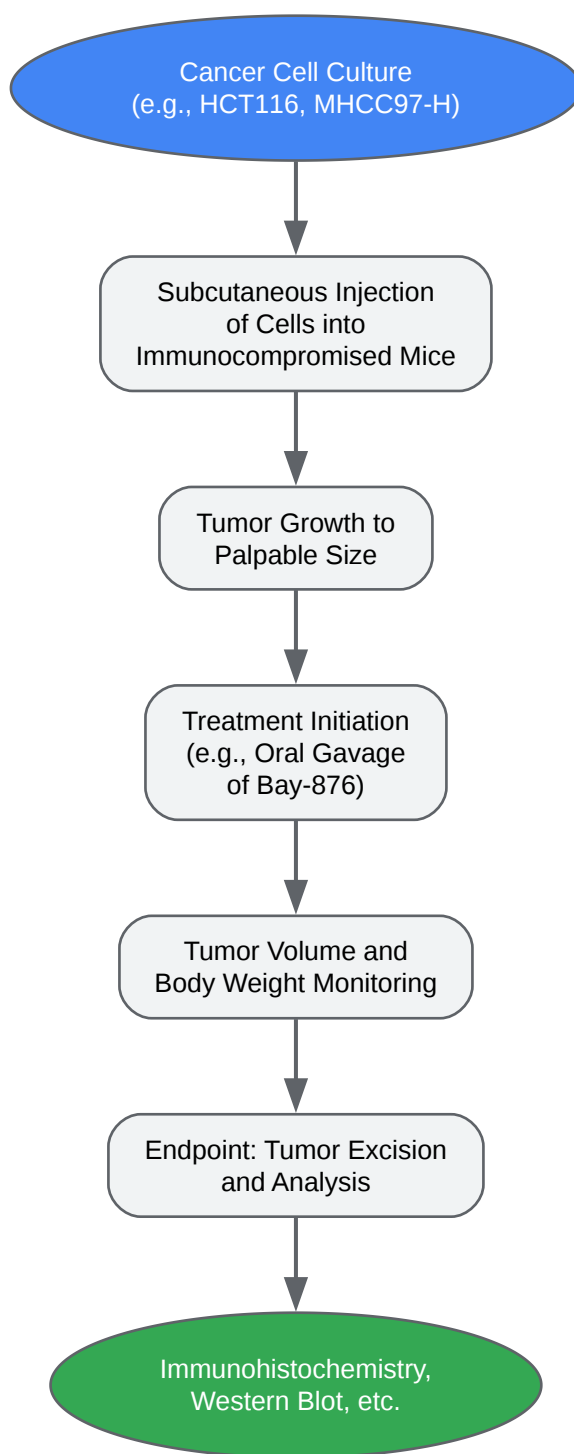 Cancer Cell Culture
(e.g., HCT116, MHCC97-H)
Subcutaneous Injection
of Cells into
Immunocompromised Mice
Tumor Growth to
Palpable Size
Treatment Initiation
(e.g., Oral Gavage
of Bay-876)
Tumor Volume and
Body Weight Monitoring
Endpoint: Tumor Excision
and Analysis
Immunohistochemistry,
Western Blot, etc.